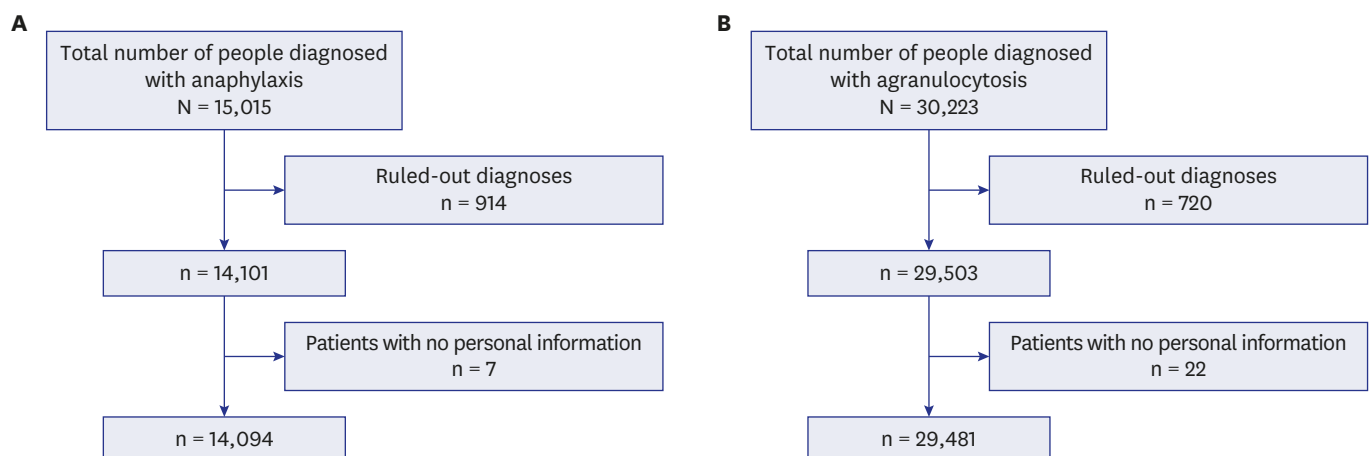 A
Total number of people diagnosed
with anaphylaxis
N = 15,015
Ruled-out diagnoses
n = 914
n = 14,101
Patients with no personal information
n = 7
n = 14,094
B
Total number of people diagnosed
with agranulocytosis
N = 30,223
Ruled-out diagnoses
n = 720
n = 29,503
Patients with no personal information
n = 22
n = 29,481